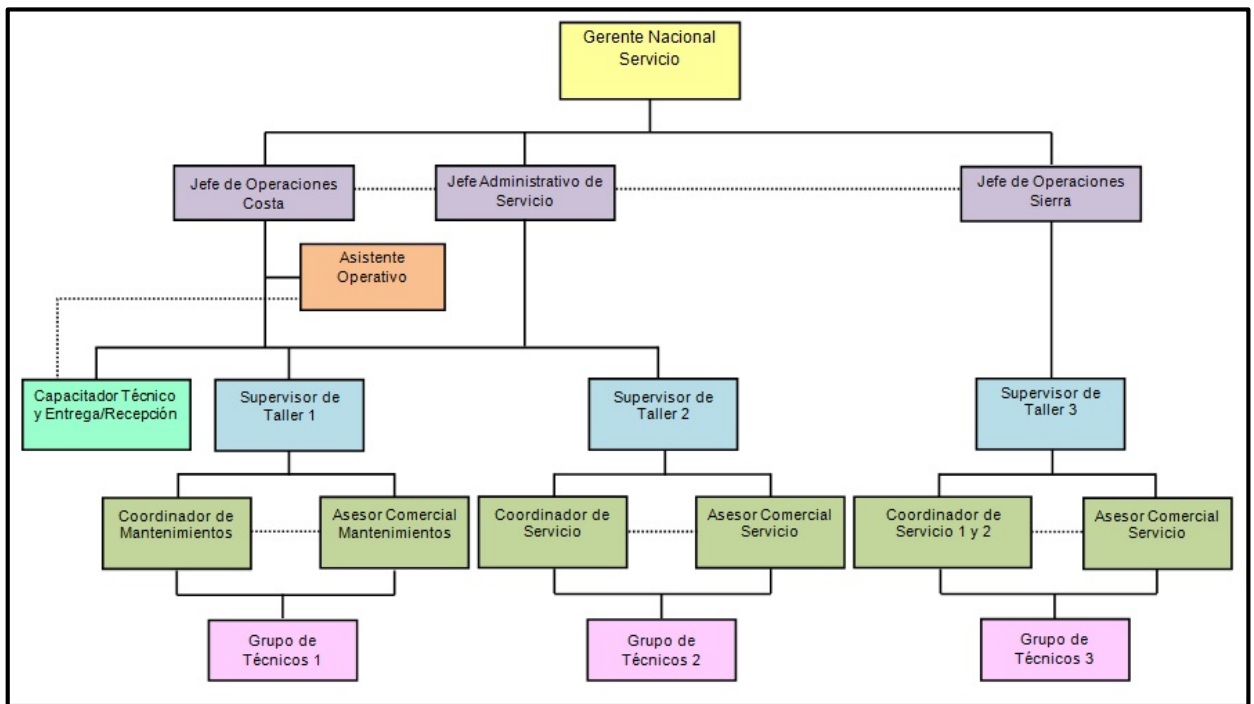 Gerente Nacional
Servicio
Jefe de Operaciones
Costa
Jefe Administrativo de
Servicio
Jefe de Operaciones
Sierra
Asistente
Operativo
Capacitador Técnico
y Entrega/Recepción
Supervisor de
Taller 1
Supervisor de
Taller 2
Supervisor de
Taller 3
Coordinador de
Mantenimientos
Asesor Comercial
Mantenimientos
Coordinador de
Servicio
Asesor Comercial
Servicio
Coordinador de
Servicio 1 y 2
Asesor Comercial
Servicio
Grupo de
Técnicos 1
Grupo de
Técnicos 2
Grupo de
Técnicos 3